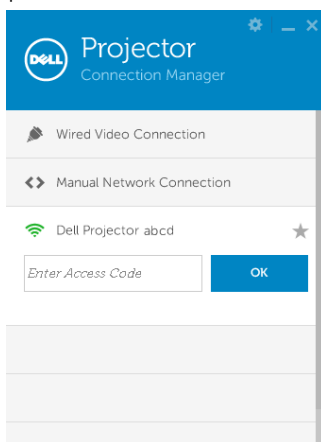 DELL
Projector
Connection Manager
Wired Video Connection
Manual Network Connection
Dell Projector abcd
Enter Access Code
OK